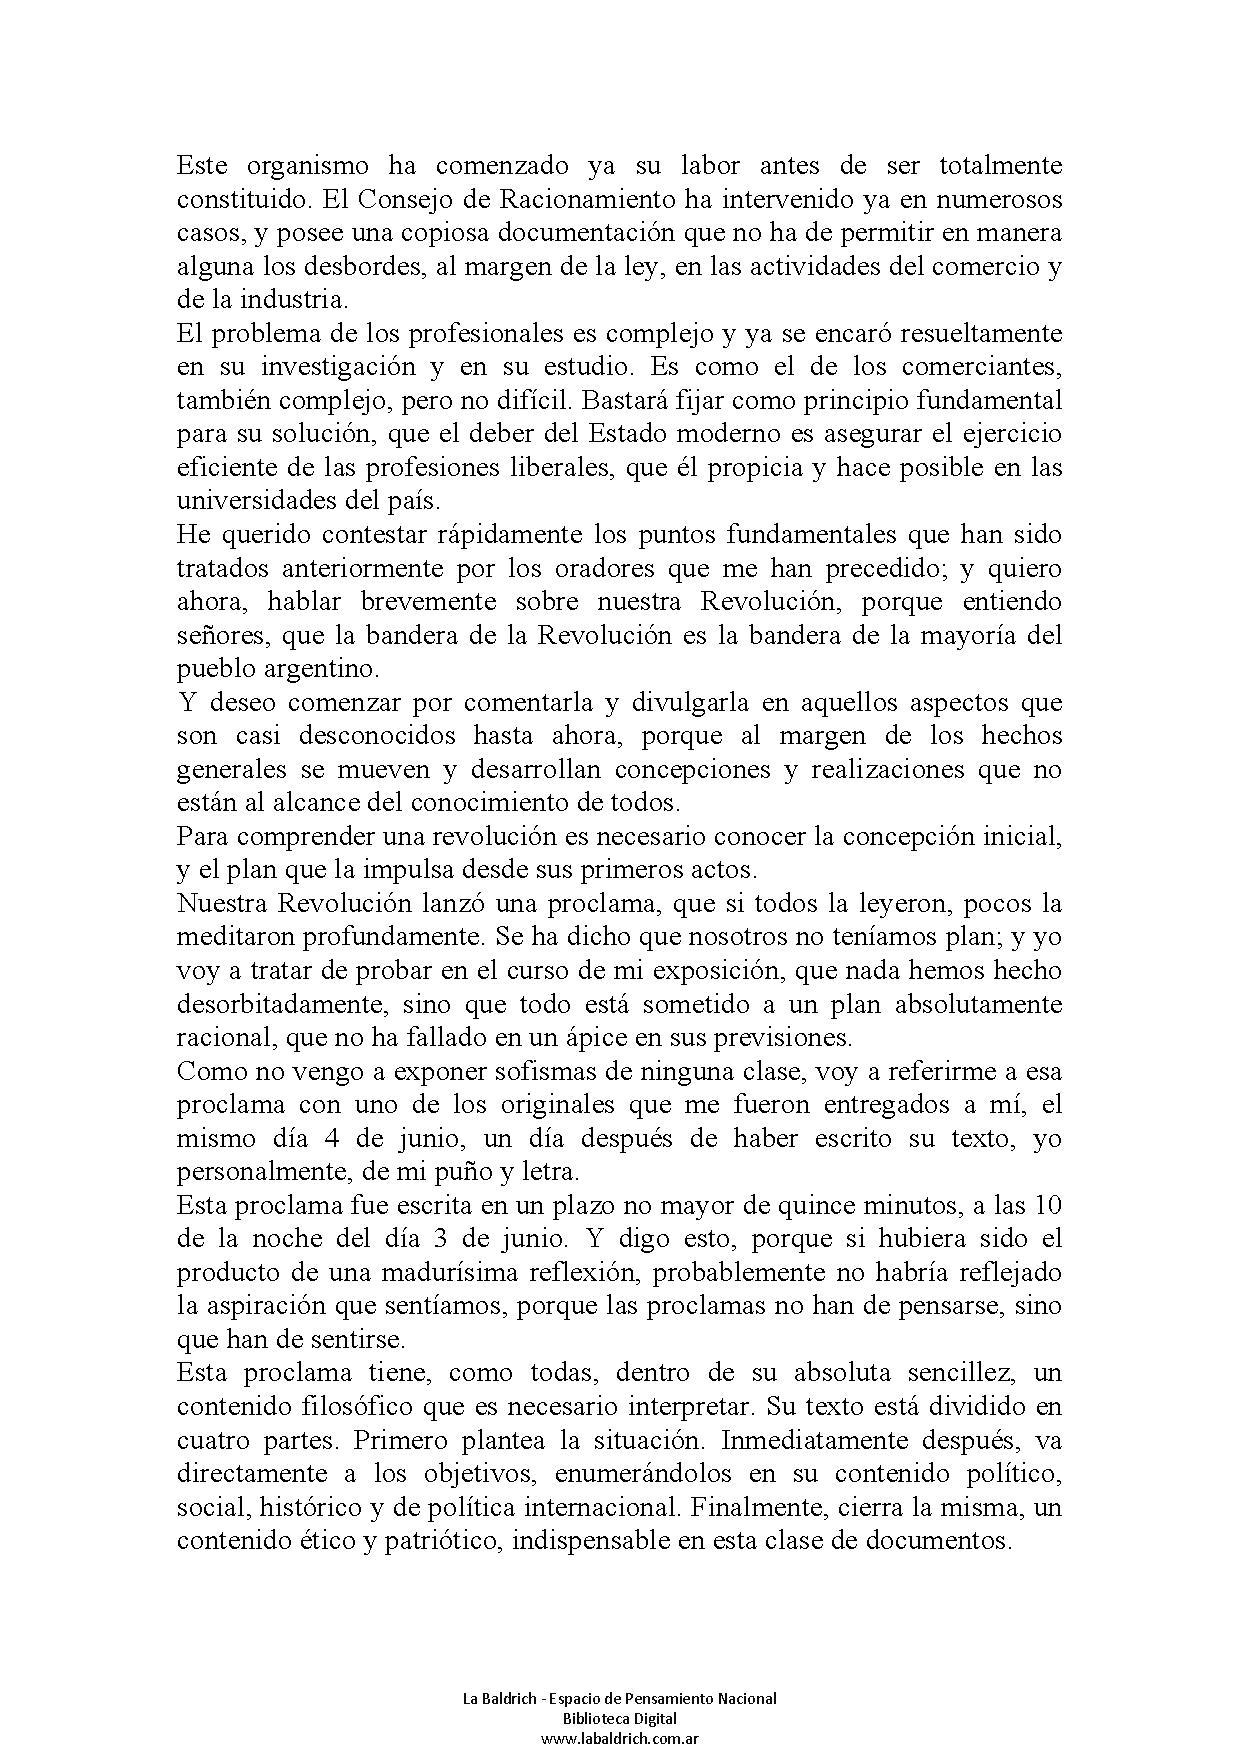 Este organismo ha comenzado ya su labor antes de ser totalmente
constituido. El Consejo de Racionamiento ha intervenido ya en numerosos
casos, y posee una copiosa documentación que no ha de permitir en manera
alguna los desbordes, al margen de la ley, en las actividades del comercio y
de la industria.
El problema de los profesionales es complejo y ya se encaró resueltamente
en su investigación y en su estudio. Es como el de los comerciantes,
también complejo, pero no difícil. Bastará fijar como principio fundamental
para su solución, que el deber del Estado moderno es asegurar el ejercicio
eficiente de las profesiones liberales, que él propicia y hace posible en las
universidades del país.
He querido contestar rápidamente los puntos fundamentales que han sido
tratados anteriormente por los oradores que me han precedido; y quiero
ahora, hablar brevemente sobre nuestra Revolución, porque entiendo
señores, que la bandera de la Revolución es la bandera de la mayoría del
pueblo argentino.
Y deseo comenzar por comentarla y divulgarla en aquellos aspectos que
son casi desconocidos hasta ahora, porque al margen de los hechos
generales se mueven y desarrollan concepciones y realizaciones que no
están al alcance del conocimiento de todos.
Para comprender una revolución es necesario conocer la concepción inicial,
y el plan que la impulsa desde sus primeros actos.
Nuestra Revolución lanzó una proclama, que si todos la leyeron, pocos la
meditaron profundamente. Se ha dicho que nosotros no teníamos plan; y yo
voy a tratar de probar en el curso de mi exposición, que nada hemos hecho
desorbitadamente, sino que todo está sometido a un plan absolutamente
racional, que no ha fallado en un ápice en sus previsiones.
Como no vengo a exponer sofismas de ninguna clase, voy a referirme a esa
proclama con uno de los originales que me fueron entregados a mí, el
mismo día 4 de junio, un día después de haber escrito su texto, yo
personalmente, de mi puño y letra.
Esta proclama fue escrita en un plazo no mayor de quince minutos, a las 10
de la noche del día 3 de junio. Y digo esto, porque si hubiera sido el
producto de una madurísima reflexión, probablemente no habría reflejado
la aspiración que sentíamos, porque las proclamas no han de pensarse, sino
que han de sentirse.
Esta proclama tiene, como todas, dentro de su absoluta sencillez, un
contenido filosófico que es necesario interpretar. Su texto está dividido en
cuatro partes. Primero plantea la situación. Inmediatamente después, va
directamente a los objetivos, enumerándolos en su contenido político,
social, histórico y de política internacional. Finalmente, cierra la misma, un
contenido ético y patriótico, indispensable en esta clase de documentos.
La Baldrich - Espacio de Pensamiento Nacional
Biblioteca Digital
www.labaldrich.com.ar